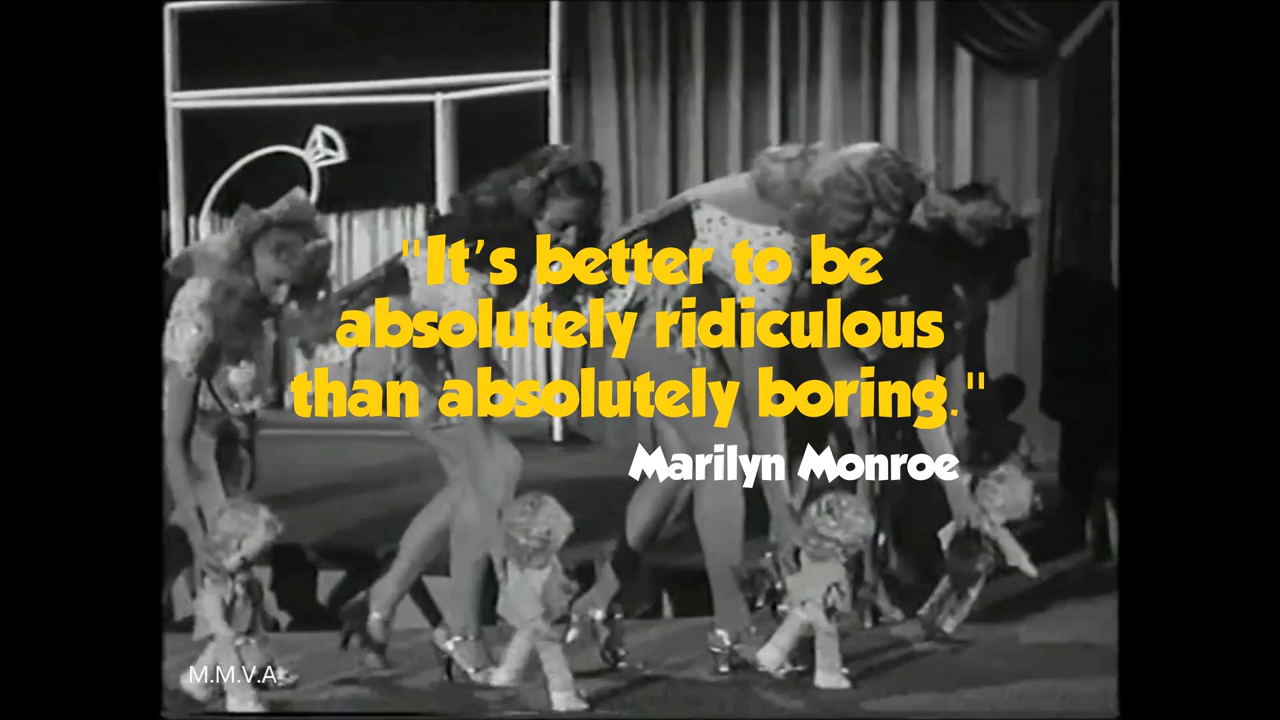 "It's better to be
absolutely ridiculous
than absolutely boring."
Marilyn Monroe
M.M.V.A